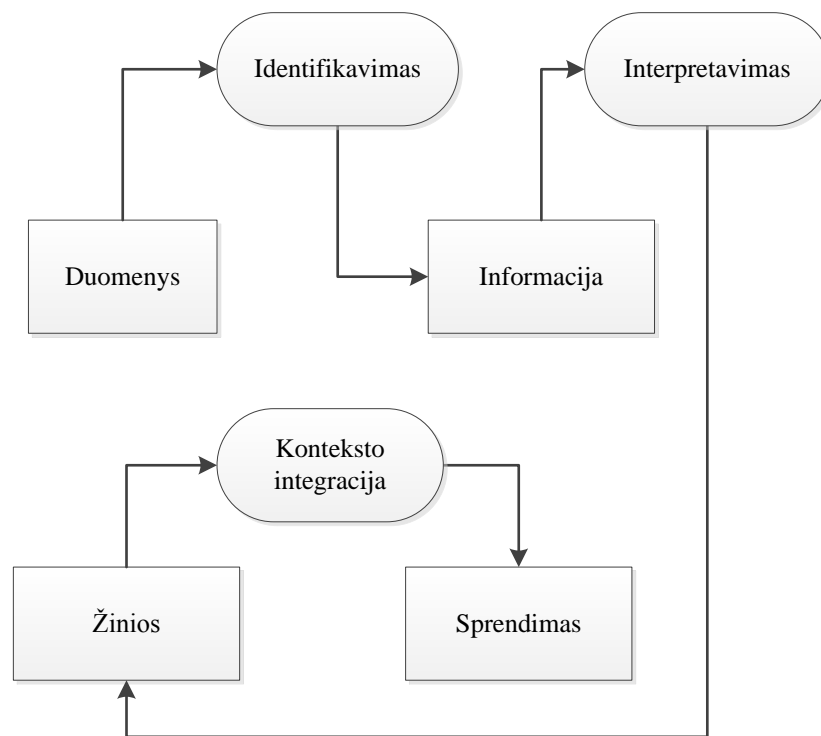 Identifikavimas
Interpretavimas
Duomenys
Informacija
Konteksto
integracija
Žinios
Sprendimas